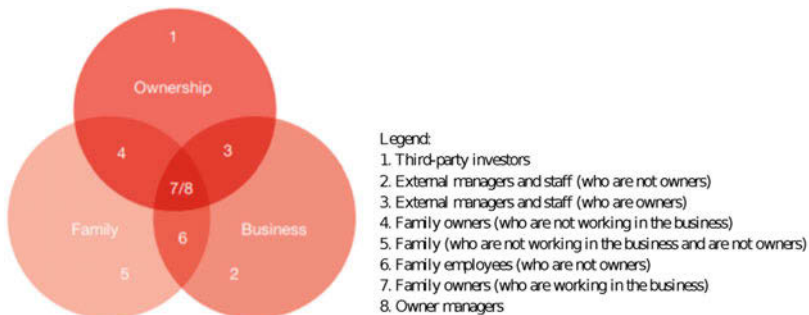 1
Ownership
4
3
7/8
Family
6
Business
5
2
Legend:
1. Third-party investors
2. External managers and staff (who are not owners)
3. External managers and staff (who are owners)
4. Family owners (who are not working in the business)
5. Family (who are not working in the business and are not owners)
6. Family employees (who are not owners)
7. Family owners (who are working in the business)
8. Owner managers